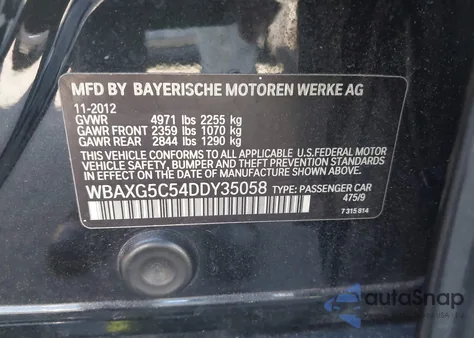 MFD BY BAYERISCHE MOTOREN WERKE AG
11-2012
GVWR 4971 lbs 2255 kg
GAWR FRONT 2359 lbs 1070 kg
GAWR REAR 2844 lbs 1290 kg
THIS VEHICLE CONFORMS TO ALL APPLICABLE U.S.FEDERAL MOTOR
VEHICLE SAFETY, BUMPER AND THEFT PREVENTION STANDARDS
IN EFFECT ON THE DATE OF MANUFACTURE SHOWN ABOVE.
WBAXG5C54DDY35058 TYPE: PASSENGER CAR
475/9
7 315 814
autoSnap